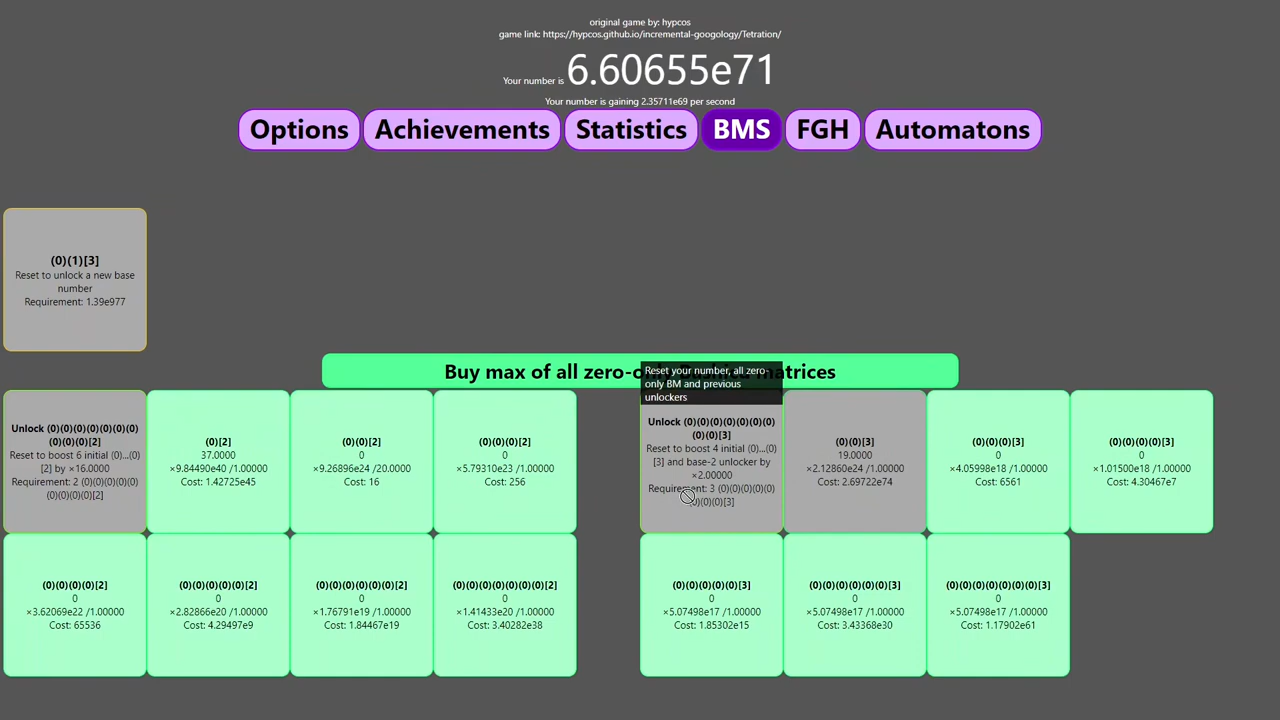 original game by: hypcos
game link: https://hypcos.github.io/incremental-googology/Tetration/
Your number is 6.60655e71
Your number is gaining 2.35711e69 per second
Options
Achievements
Statistics
BMS
FGH
Automatons
(0)(1)[3]
Reset to unlock a new base
number
Requirement: 1.39e977
Buy max of all zero-only matrices
Reset your number, all zero-
only BM and previous
unlockers
Unlock (0)(0)(0)(0)(0)(0)(0)
(0)(0)(0)[2]
Reset to boost 6 initial (0)...(0)
[2] by ×16.0000
Requirement: 2 (0)(0)(0)(0)(0)
(0)(0)(0)(0)[2]
(0)[2]
37.0000
×9.84490e40 /1.00000
Cost: 1.42725e45
(0)(0)[2]
0
×9.26896e24 /20.0000
Cost: 16
(0)(0)(0)[2]
0
×5.79310e23 /1.00000
Cost: 256
Unlock (0)(0)(0)(0)(0)(0)(0)
(0)(0)[3]
Reset to boost 4 initial (0)...(0)
[3] and base-2 unlocker by
×2.00000
Requirement: 3 (0)(0)(0)(0)(0)
(0)(0)(0)[3]
(0)(0)[3]
19.0000
×2.12860e24 /1.00000
Cost: 2.69722e74
(0)(0)(0)[3]
0
×4.05998e18 /1.00000
Cost: 6561
(0)(0)(0)(0)[3]
0
×1.01500e18 /1.00000
Cost: 4.30467e7
(0)(0)(0)(0)[2]
0
×3.62069e22 /1.00000
Cost: 65536
(0)(0)(0)(0)(0)[2]
0
×2.82866e20 /1.00000
Cost: 4.29497e9
(0)(0)(0)(0)(0)(0)[2]
0
×1.76791e19 /1.00000
Cost: 1.84467e19
(0)(0)(0)(0)(0)(0)(0)[2]
0
×1.41433e20 /1.00000
Cost: 3.40282e38
(0)(0)(0)(0)(0)[3]
0
×5.07498e17 /1.00000
Cost: 1.85302e15
(0)(0)(0)(0)(0)(0)[3]
0
×5.07498e17 /1.00000
Cost: 3.43368e30
(0)(0)(0)(0)(0)(0)(0)[3]
0
×5.07498e17 /1.00000
Cost: 1.17902e61